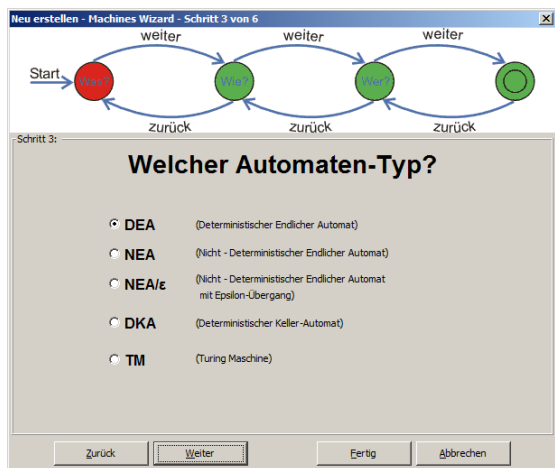 Neu erstellen - Machines Wizard - Schritt 3 von 6
weiter weiter weiter
Start Was? Wie? Wer?
zurück zurück zurück
Schritt 3:
Welcher Automaten-Typ?
DEA (Deterministischer Endlicher Automat)
NEA (Nicht - Deterministischer Endlicher Automat)
NEA/ε (Nicht - Deterministischer Endlicher Automat
mit Epsilon-Übergang)
DKA (Deterministischer Keller-Automat)
TM (Turing Maschine)
Zurück Weiter Fertig Abbrechen